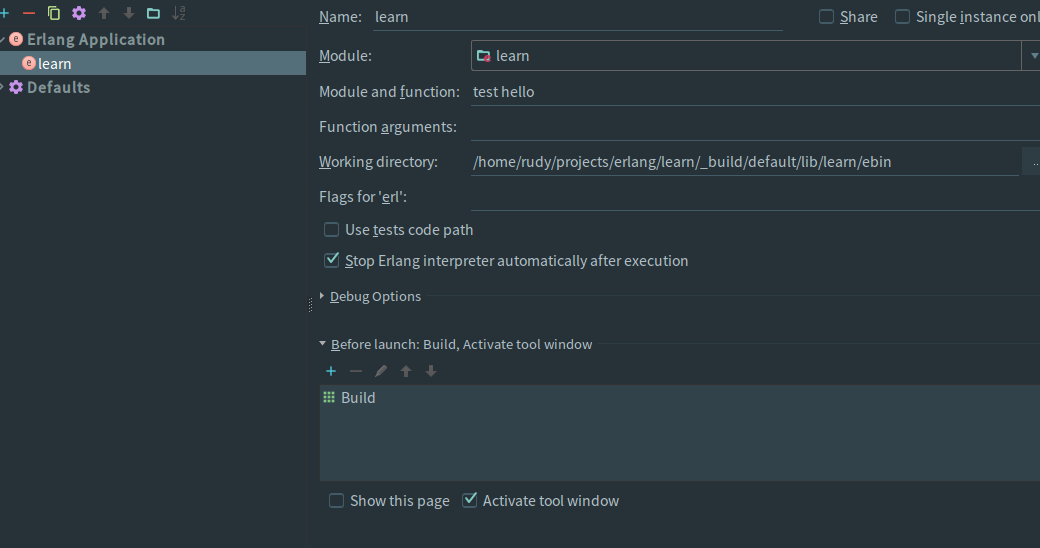 Name: learn Share Single instance onl
Erlang Application
learn
Defaults
Module: learn
Module and function: test hello
Function arguments:
Working directory: /home/rudy/projects/erlang/learn/_build/default/lib/learn/ebin ..
Flags for 'erl':
Use tests code path
Stop Erlang interpreter automatically after execution
Debug Options
Before launch: Build, Activate tool window
Build
Show this page Activate tool window